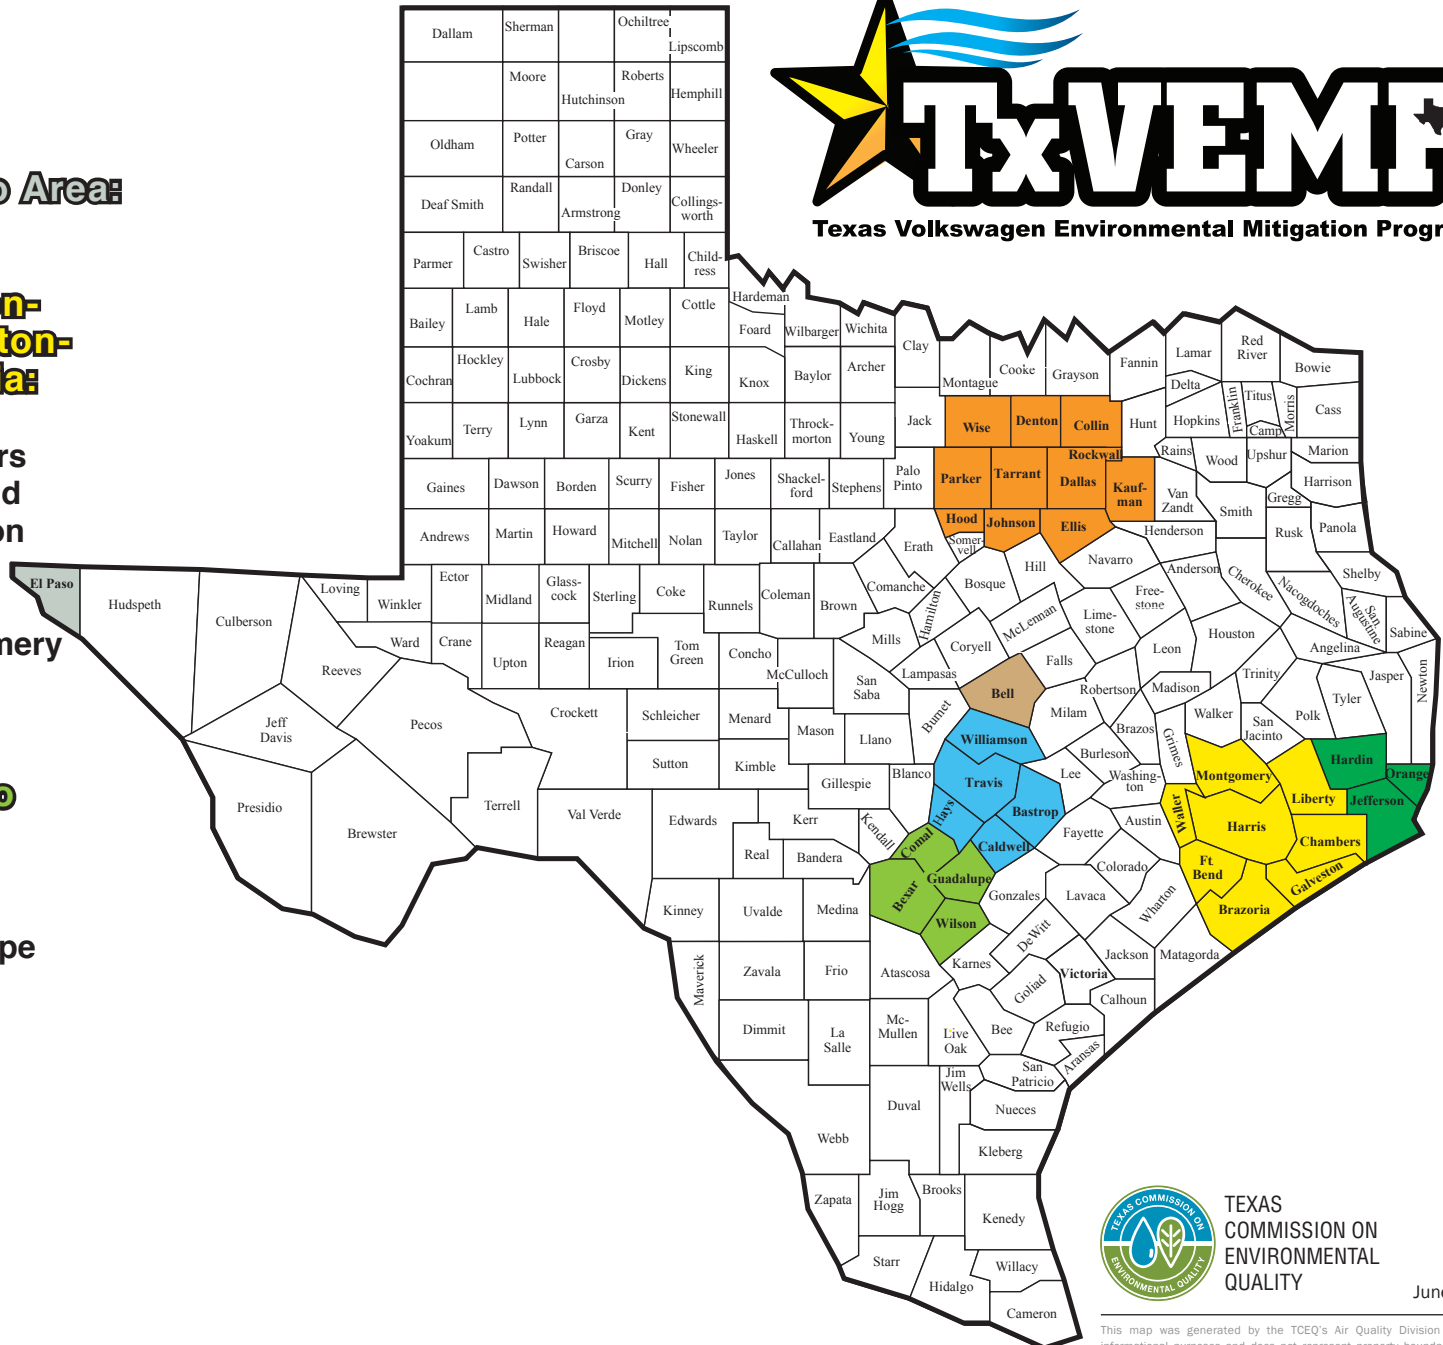 TxVEMP
Texas Volkswagen Environmental Mitigation Progr
o Area:
n-
ton-
a:
rs
d
on
mery
o
pe
Dallam
Sherman
Ochiltree
Lipscomb
Moore
Hutchinson
Roberts
Hemphill
Oldham
Potter
Carson
Gray
Wheeler
Deaf Smith
Randall
Armstrong
Donley
Collings-
worth
Parmer
Castro
Swisher
Briscoe
Hall
Child-
ress
Bailey
Lamb
Hale
Floyd
Motley
Cottle
Hardeman
Foard
Wilbarger
Wichita
Clay
Montague
Cooke
Grayson
Fannin
Lamar
Red
River
Bowie
Delta
Cochran
Hockley
Lubbock
Crosby
Dickens
King
Knox
Baylor
Archer
Yoakum
Terry
Lynn
Garza
Kent
Stonewall
Haskell
Throck-
morton
Young
Jack
Wise
Denton
Collin
Hunt
Hopkins
Franklin
Titus
Camp
Morris
Cass
Gaines
Dawson
Borden
Scurry
Fisher
Jones
Shackel-
ford
Stephens
Palo
Pinto
Parker
Tarrant
Rockwall
Dallas
Kauf-
man
Rains
Wood
Upshur
Marion
Van
Zandt
Gregg
Harrison
Smith
Rusk
Panola
Andrews
Martin
Howard
Mitchell
Nolan
Taylor
Callahan
Eastland
Erath
Hood
Somer-
vell
Johnson
Ellis
Henderson
Navarro
El Paso
Hudspeth
Culberson
Loving
Winkler
Ector
Midland
Glass-
cock
Sterling
Coke
Runnels
Coleman
Brown
Comanche
Hamilton
Bosque
Hill
Anderson
Cherokee
Nacogdoches
Shelby
San
Augustine
Sabine
Free-
stone
Lime-
stone
McLennan
Reeves
Ward
Crane
Upton
Reagan
Irion
Tom
Green
Concho
McCulloch
Mills
Coryell
Lampasas
San
Saba
Falls
Leon
Houston
Angelina
Trinity
Jasper
Newton
Tyler
Polk
Bell
Robertson
Madison
Walker
San
Jacinto
Milam
Brazos
Grimes
Jeff
Davis
Pecos
Crockett
Schleicher
Menard
Mason
Llano
Burnet
Williamson
Burleson
Washing-
ton
Presidio
Brewster
Terrell
Val Verde
Sutton
Kimble
Edwards
Gillespie
Blanco
Travis
Lee
Bastrop
Hays
Caldwell
Fayette
Austin
Waller
Montgomery
Liberty
Hardin
Orange
Jefferson
Harris
Chambers
Galveston
Ft
Bend
Brazoria
Kerr
Kendall
Comal
Real
Bandera
Guadalupe
Bexar
Wilson
Gonzales
Colorado
Lavaca
Wharton
Kinney
Uvalde
Medina
DeWitt
Jackson
Matagorda
Karnes
Victoria
Maverick
Zavala
Frio
Atascosa
Goliad
Calhoun
Dimmit
La
Salle
Mc-
Mullen
Live
Oak
Bee
Refugio
Aransas
San
Patricio
Jim
Wells
Nueces
Duval
Webb
Kleberg
Zapata
Jim
Hogg
Brooks
Kenedy
Starr
Hidalgo
Willacy
Cameron
TEXAS COMMISSION ON
ENVIRONMENTAL QUALITY
TEXAS
COMMISSION ON
ENVIRONMENTAL
QUALITY
June
This map was generated by the TCEQ's Air Quality Division